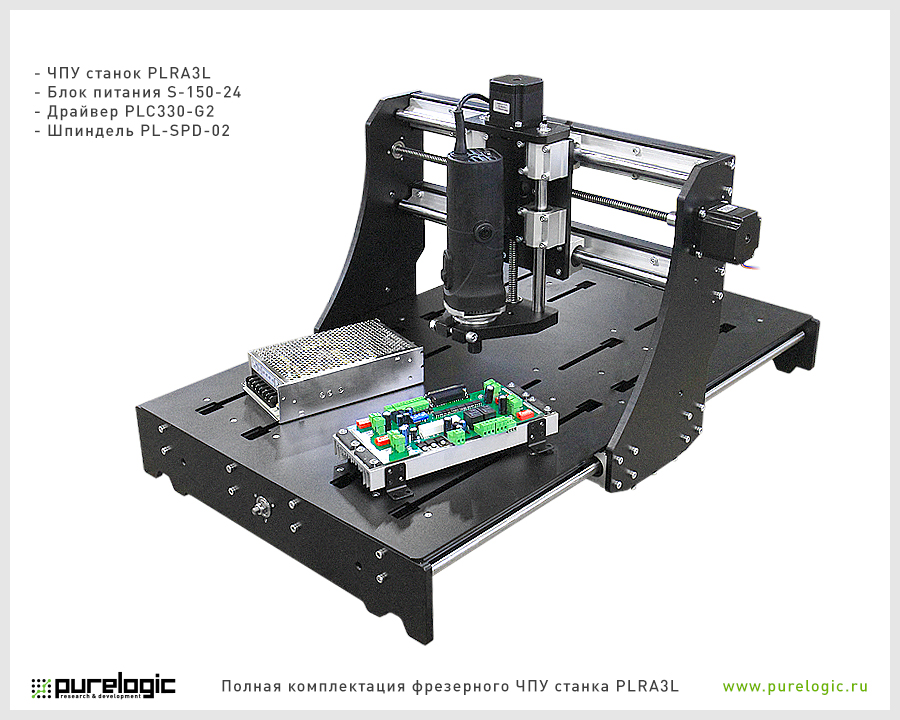 - ЧПУ станок PLRA3L
- Блок питания S-150-24
- Драйвер PLC330-G2
- Шпиндель PL-SPD-02
purelogic
research & development
Полная комплектация фрезерного ЧПУ станка PLRA3L
www.purelogic.ru